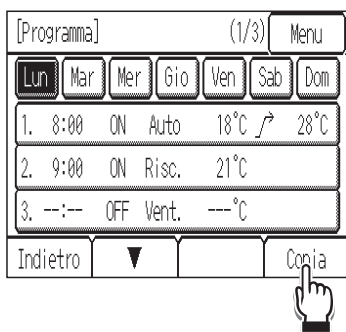 [Programma] (1/3) Menu
Lun Mar Mer Gio Ven Sab Dom
1. 8:00 ON Auto 18°C 28°C
2. 9:00 ON Risc. 21°C
3. --:-- OFF Vent. ---°C
Indietro ▼ Copia